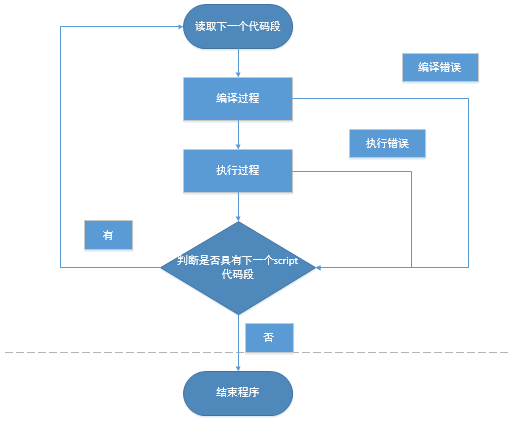 读取下一个代码段
编译错误
编译过程
执行错误
执行过程
有
判断是否具有下一个script
代码段
否
结束程序